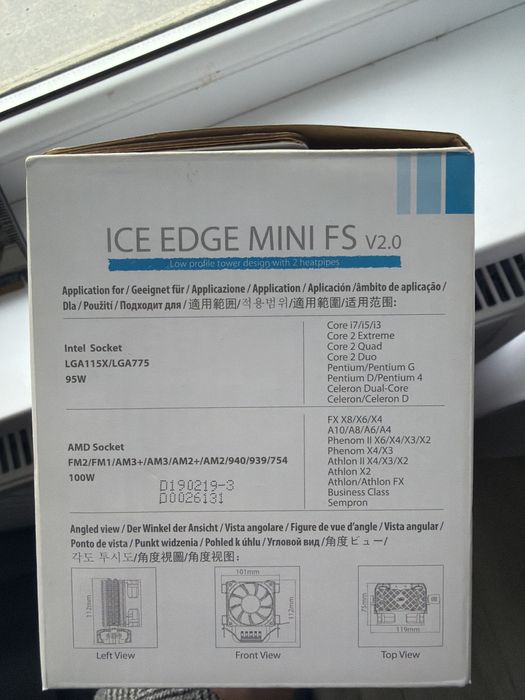 ICE EDGE MINI FS V2.0
Low profile tower design with 2 heatpipes
Application for / Geeignet für / Applicazione / Application / Aplicación /âmbito de aplicação /
Dla / Použití / Подходит для /適用範囲/적용범위/適用範圍/适用范围:
Intel Socket
LGA115X/LGA775
95W
Core i7/i5/i3
Core 2 Extreme
Core 2 Quad
Core 2 Duo
Pentium/Pentium G
Pentium D/Pentium 4
Celeron Dual-Core
Celeron/Celeron D
AMD Socket
FM2/FM1/AM3+/AM3/AM2+/AM2/940/939/754
100W
FX X8/X6/X4
A10/A8/A6/A4
Phenom II X6/X4/X3/X2
Phenom X4/X3
Athlon II X4/X3/X2
Athlon X2
Athlon/Athlon FX
Business Class
Sempron
D190219-3
D0026131
Angled view / Der Winkel der Ansicht / Vista angolare / Figure de vue d'angle / Vista angular /
Ponto de vista / Punkt widzenia / Pohled k úhlu / Угловой вид /角度ビュー/
각도 투시도/角度視圖/角度视图:
112mm
Left View
101mm
112mm
Front View
75mm
119mm
Top View